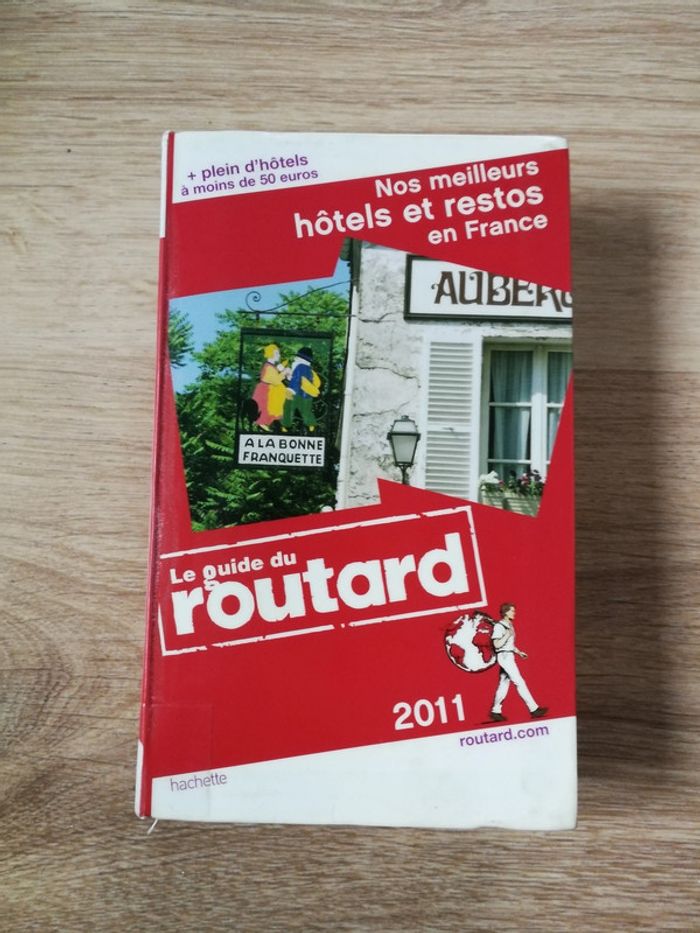 + plein d'hôtels
à moins de 50 euros
Nos meilleurs
hôtels et restos
en France
AUBERG
A LA BONNE
FRANQUETTE
Le guide du
routard
2011
routard.com
hachette